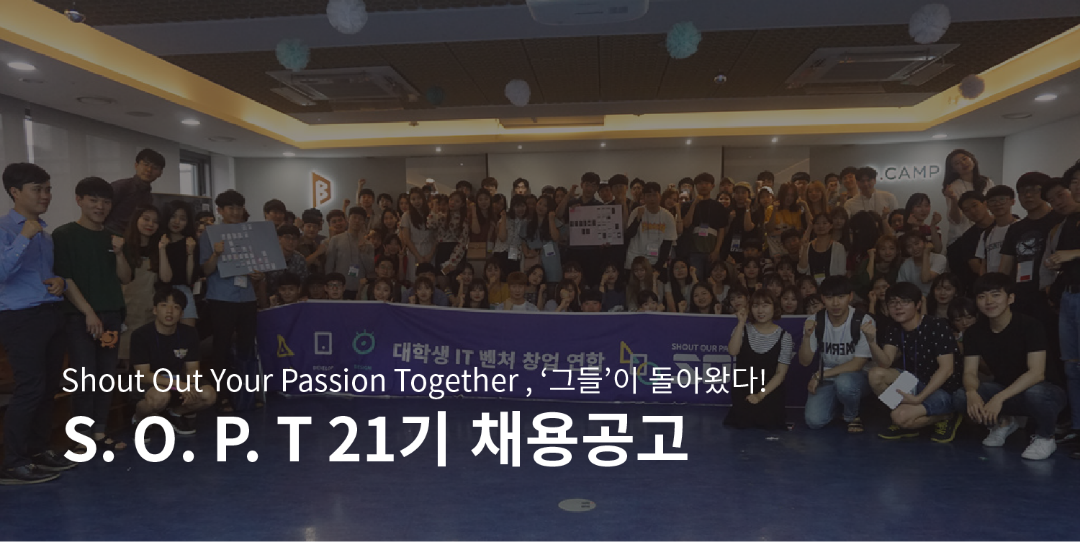 .CAMP
대학생 IT 벤처 창업 연합
SHOUT OUR PA
Shout Out Your Passion Together , ‘그들’이 돌아왔다!
S. O. P. T 21기 채용공고